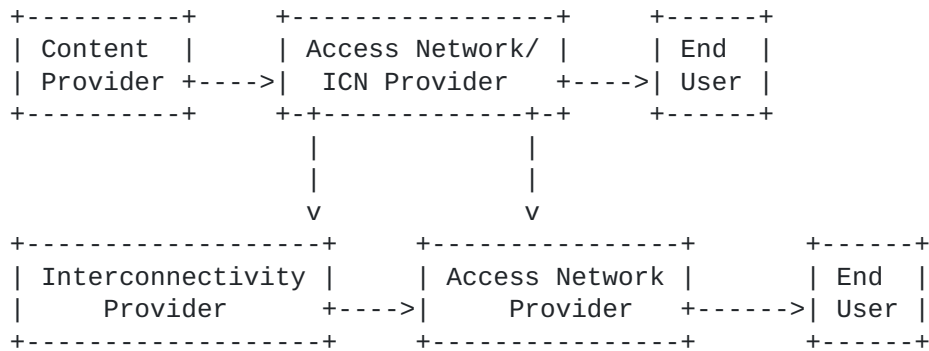 +----------+      +-----------------+      +------+
| Content  |      | Access Network/ |      | End  |
| Provider +---->|  ICN Provider   +---->| User |
+----------+      +-+-------------+-+      +------+
                    |             |
                    |             |
                    v             v
+-------------------+     +----------------+       +------+
| Interconnectivity |     | Access Network |       | End  |
|     Provider      +---->|     Provider   +------>| User |
+-------------------+     +----------------+       +------+